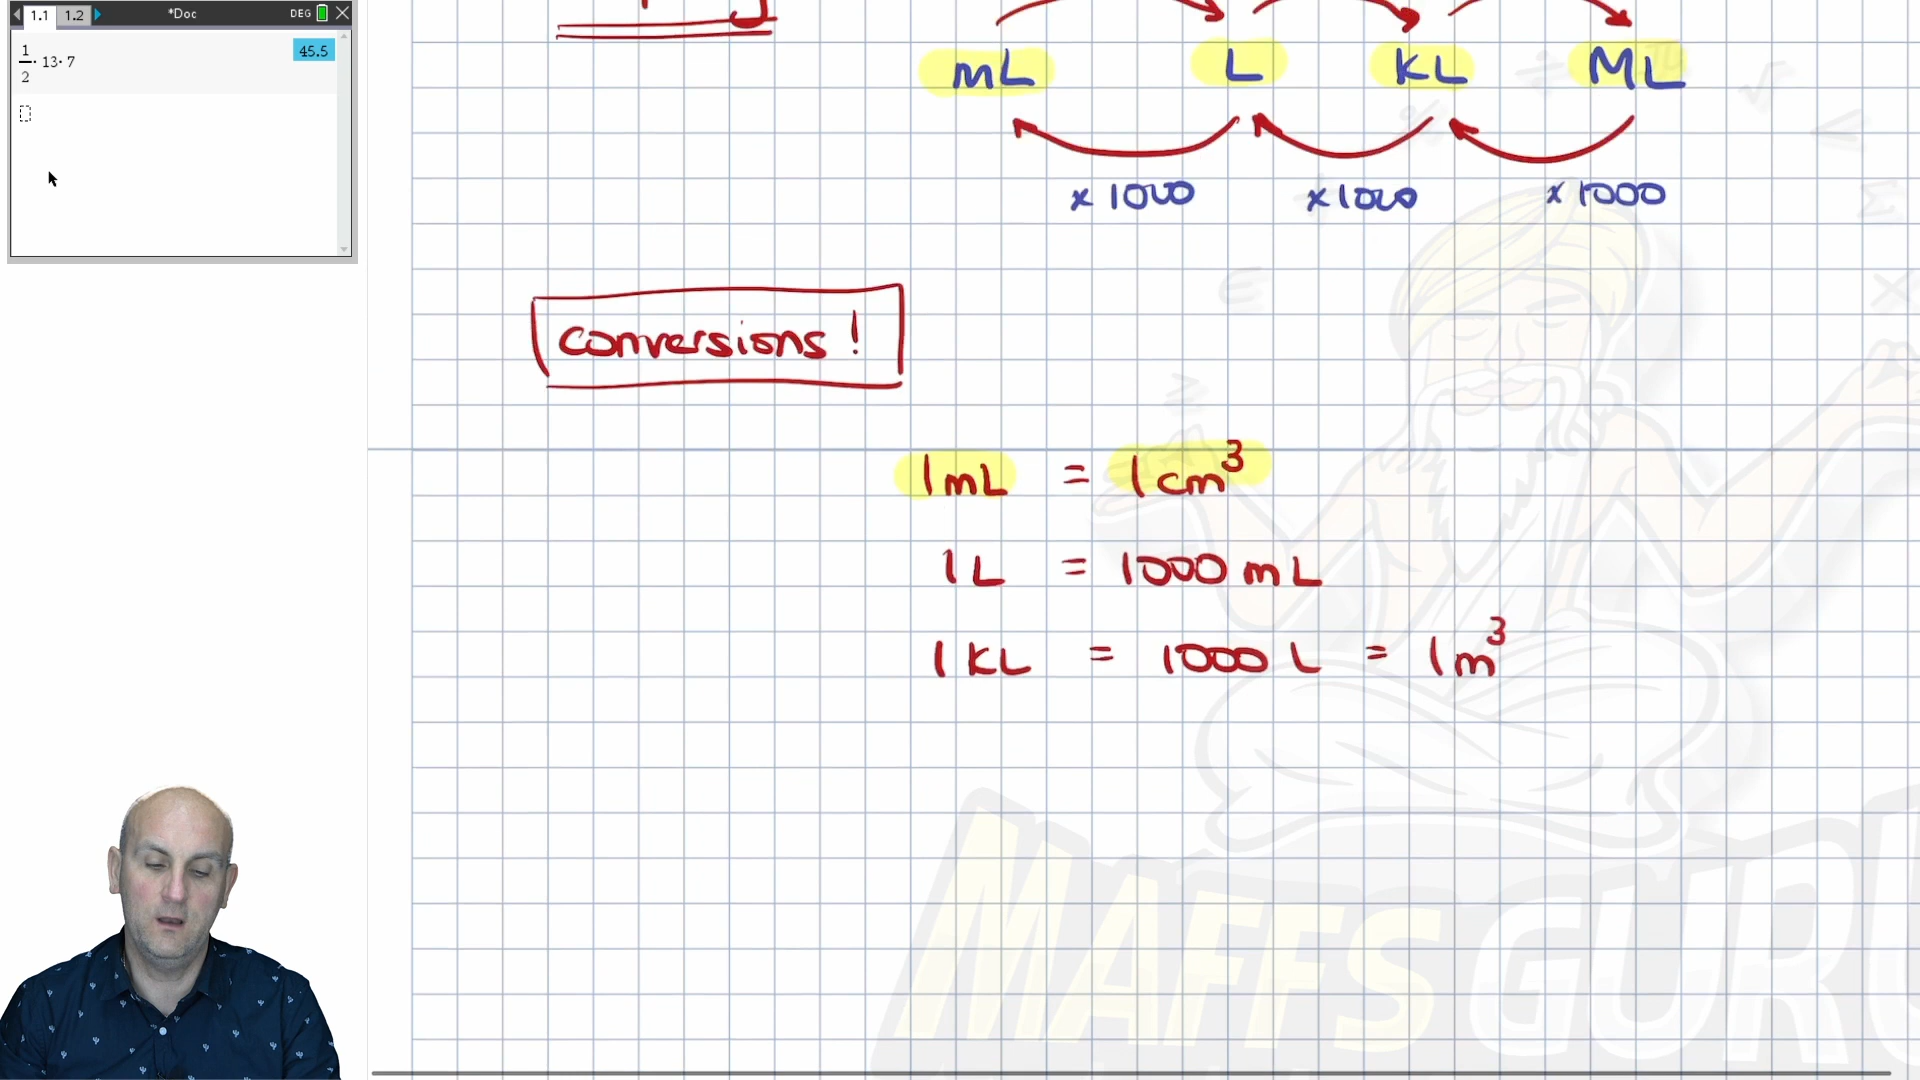 1.1 1.2 *Doc DEG
1/2 · 13 · 7 45.5
mL L KL ML
x 1000 x 1000 x 1000
conversions !
1mL = 1cm³
1L = 1000 mL
1KL = 1000 L = 1m³
MAFFS GURU